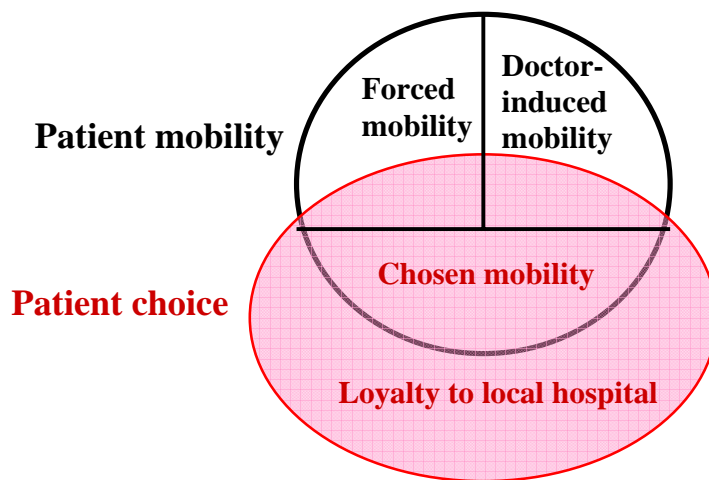 Forced
mobility
Doctor-
induced
mobility
Patient mobility
Chosen mobility
Patient choice
Loyalty to local hospital